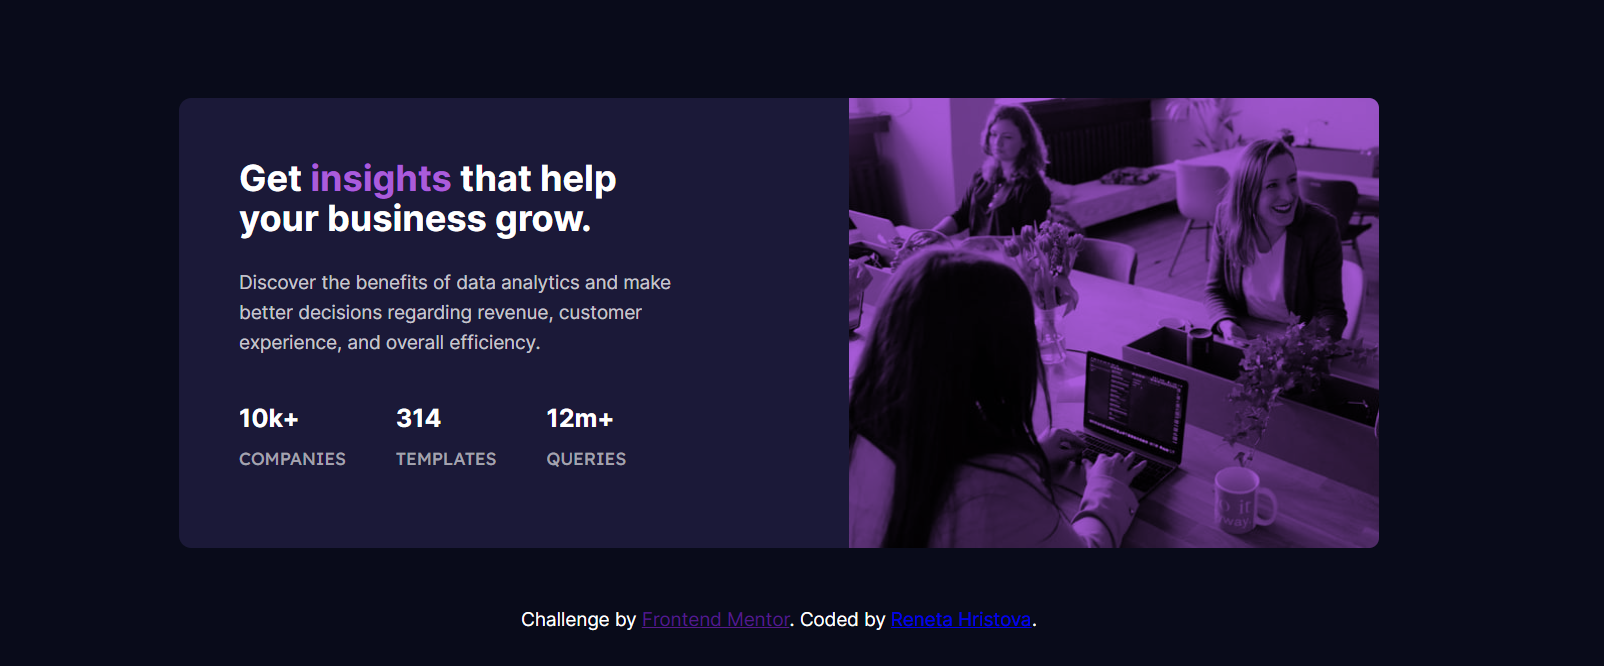 Get insights that help
your business grow.
Discover the benefits of data analytics and make
better decisions regarding revenue, customer
experience, and overall efficiency.
10k+ 314 12m+
COMPANIES TEMPLATES QUERIES
Challenge by Frontend Mentor. Coded by Reneta Hristova.